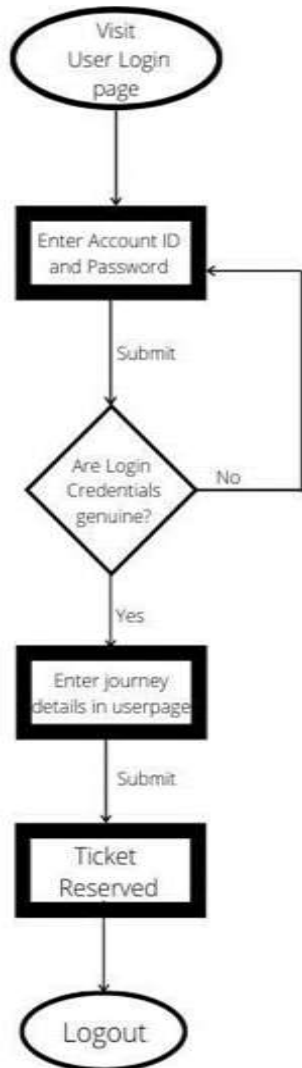 Visit
User Login
page
Enter Account ID
and Password
Submit
Are Login
Credentials
genuine?
No
Yes
Enter journey
details in userpage
Submit
Ticket
Reserved
Logout